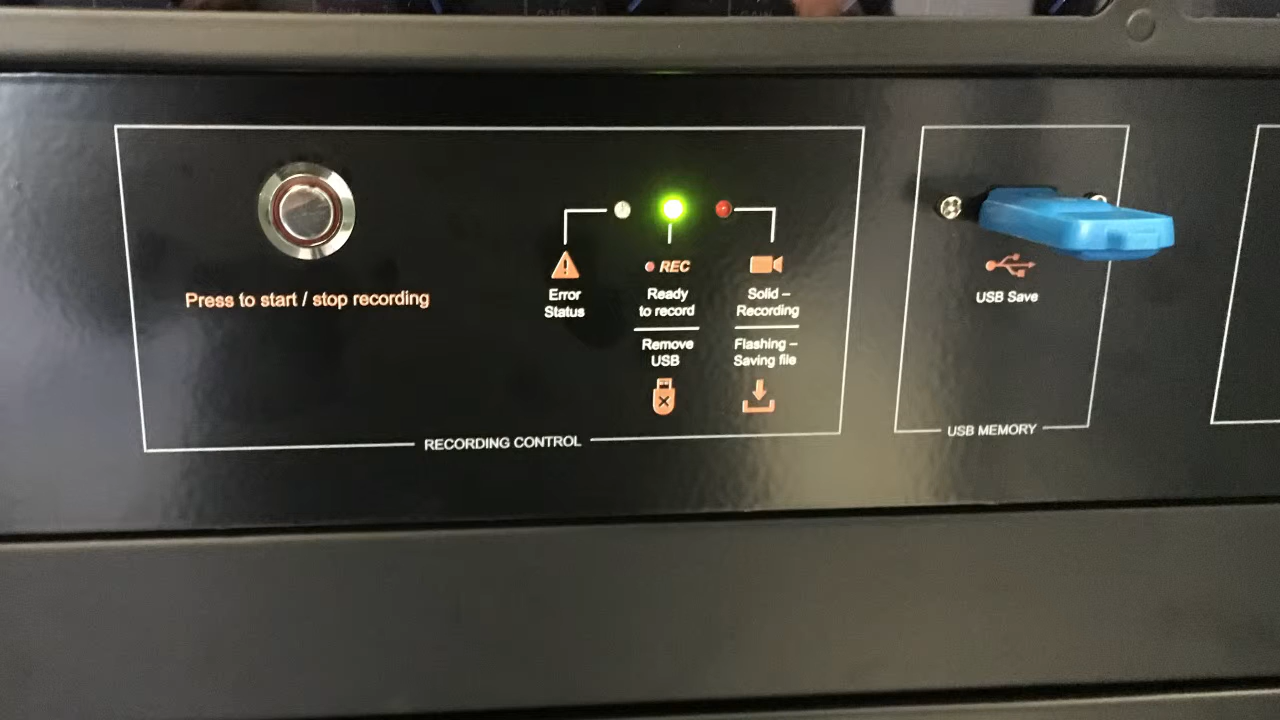 Press to start / stop recording
Error
Status
REC
Ready
to record
Remove
USB
Solid –
Recording
Flashing –
Saving file
RECORDING CONTROL
USB Save
USB MEMORY